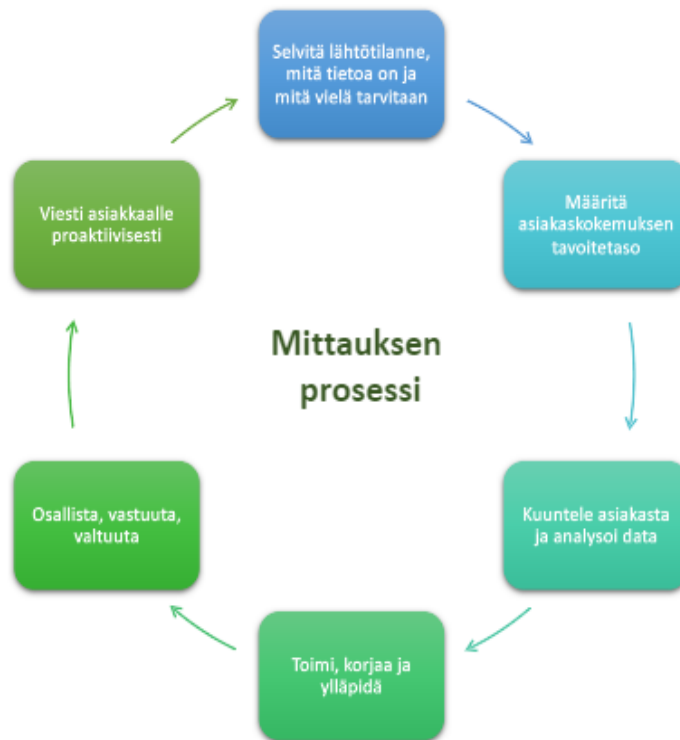 Selvitä lähtötilanne,
mitä tietoa on ja
mitä vielä tarvitaan
Määritä
asiakaskokemuksen
tavoitetaso
Kuuntele asiakasta
ja analysoi data
Toimi, korjaa ja
ylläpidä
Osallista, vastuuta,
valtuuta
Viesti asiakkaalle
proaktiivisesti
Mittauksen
prosessi